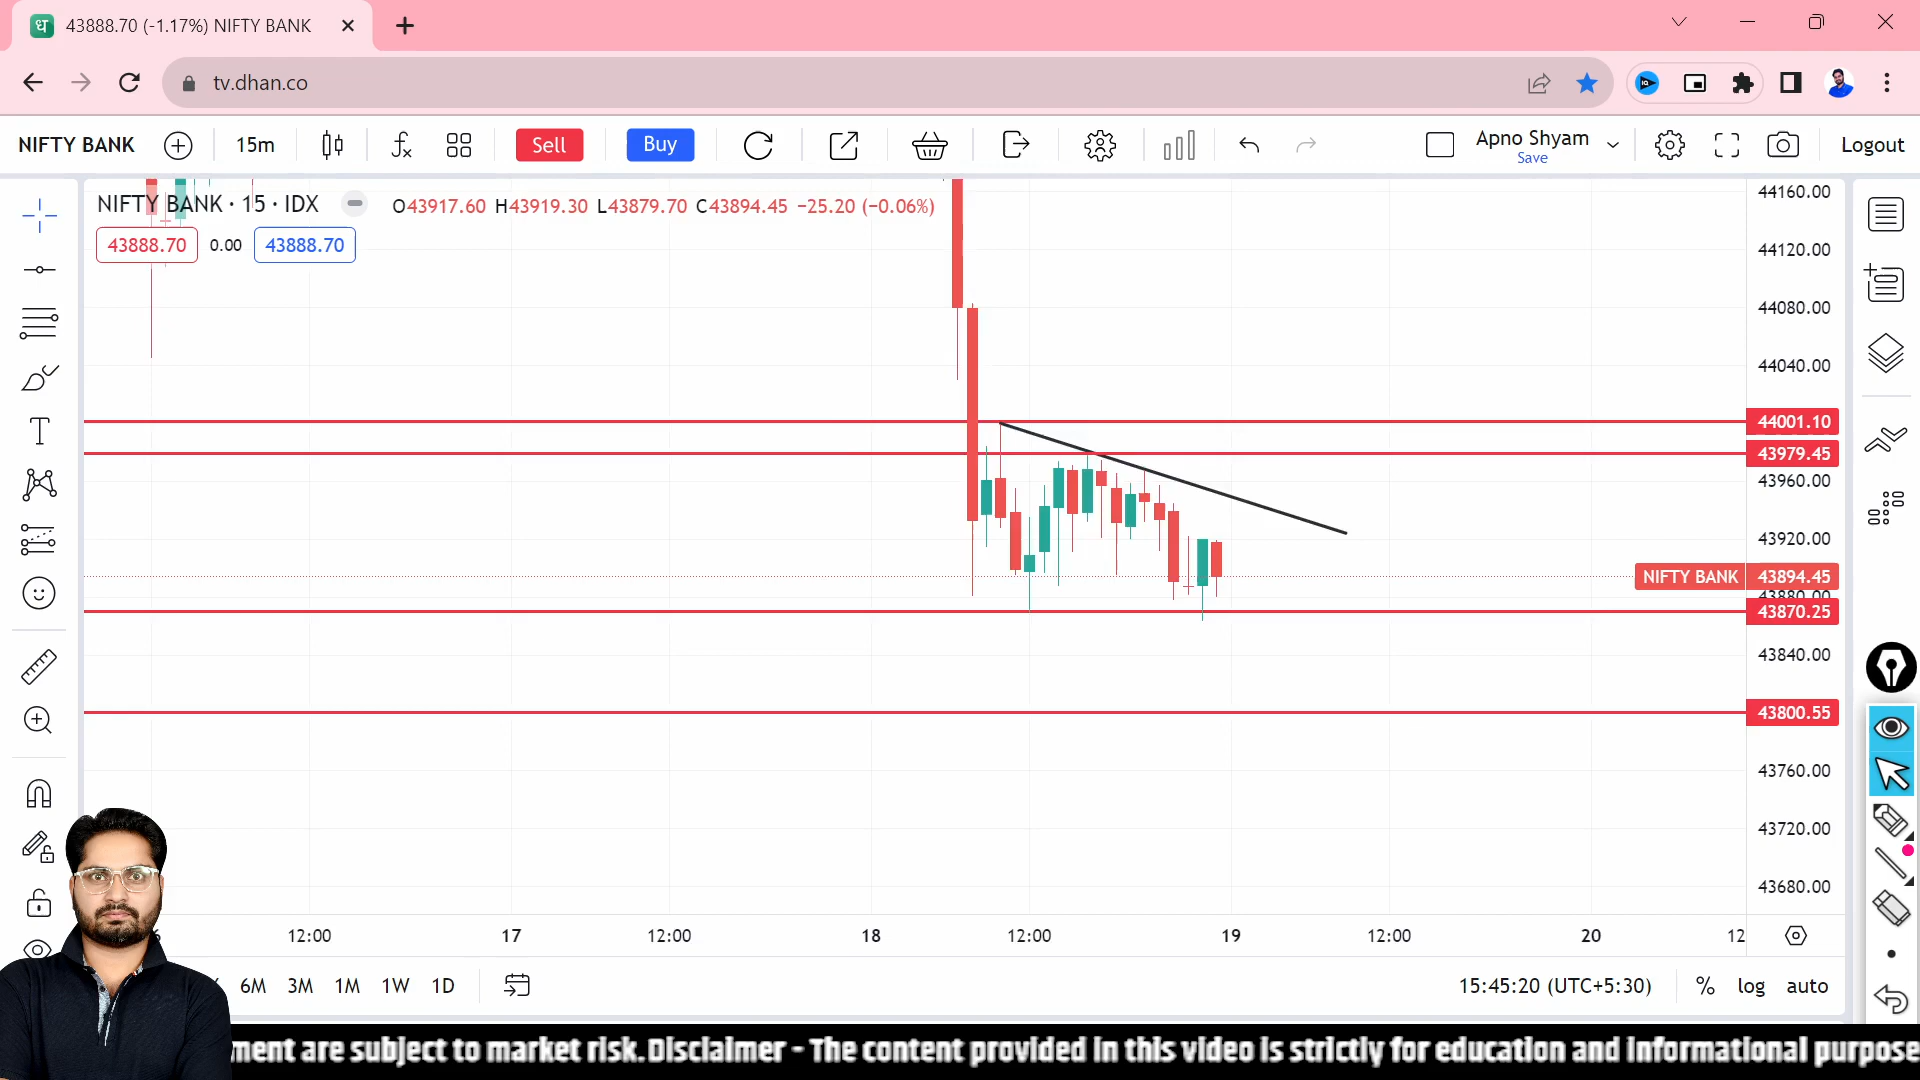 ध 43888.70 (-1.17%) NIFTY BANK
tv.dhan.co
NIFTY BANK 15m Sell Buy Apno Shyam Save Logout
NIFTY BANK · 15 · IDX O43917.60 H43919.30 L43879.70 C43894.45 −25.20 (−0.06%)
43888.70 0.00 43888.70
44160.00
44120.00
44080.00
44040.00
44001.10
43979.45
43960.00
43920.00
NIFTY BANK 43894.45
43880.00
43870.25
43840.00
43800.55
43760.00
43720.00
43680.00
12:00 17 12:00 18 12:00 19 12:00 20 12
6M 3M 1M 1W 1D 15:45:20 (UTC+5:30) % log auto
ment are subject to market risk. Disclaimer - The content provided in this video is strictly for education and informational purpose